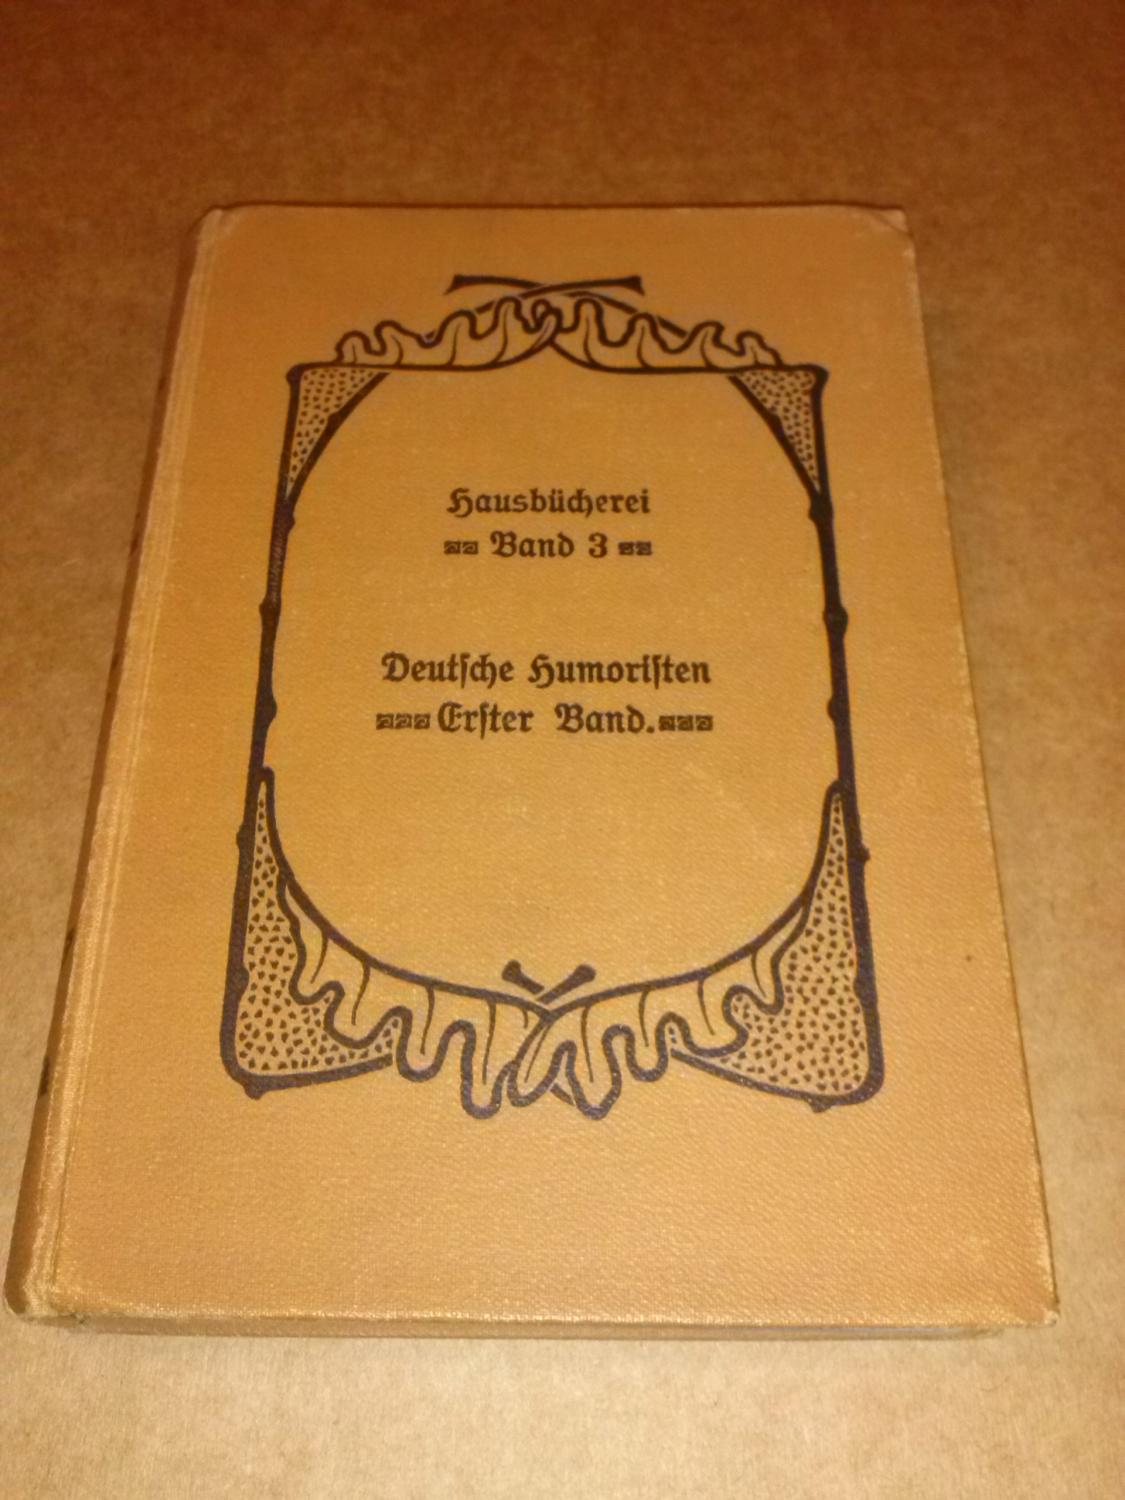 Hausbücherei
Band 3
Deutſche Humoriſten
Erſter Band.